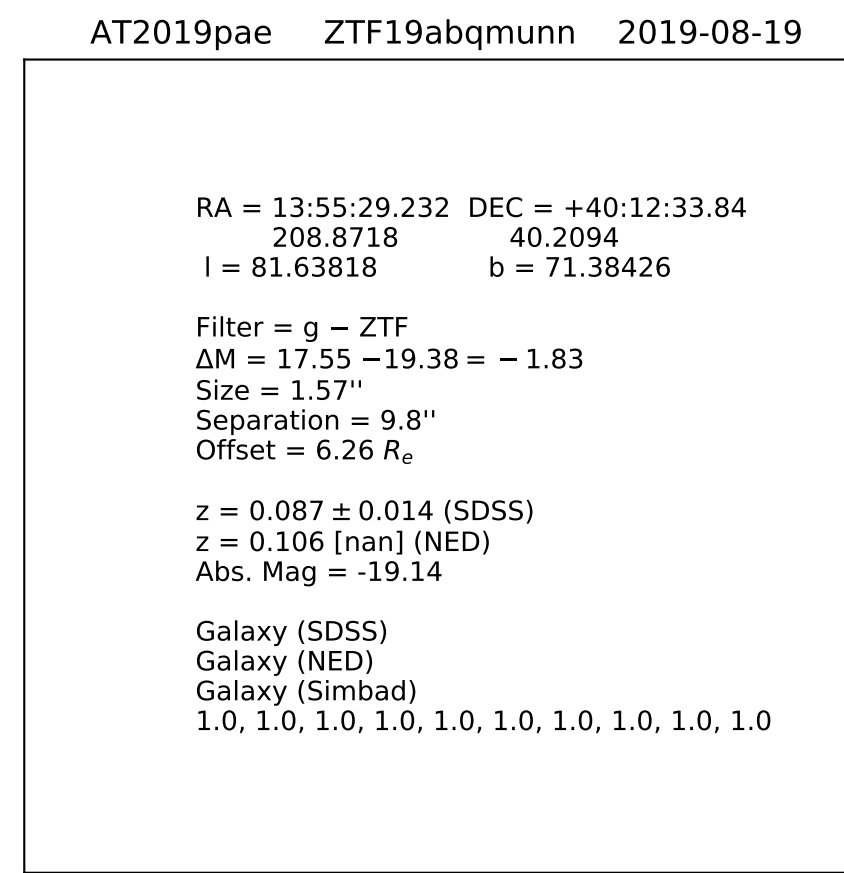 AT2019pae ZTF19abqmunn 2019-08-19
RA = 13:55:29.232 DEC = +40:12:33.84
208.8718 40.2094
l = 81.63818 b = 71.38426
Filter = g − ZTF
ΔM = 17.55 −19.38 = − 1.83
Size = 1.57''
Separation = 9.8''
Offset = 6.26 Rₑ
z = 0.087 ± 0.014 (SDSS)
z = 0.106 [nan] (NED)
Abs. Mag = -19.14
Galaxy (SDSS)
Galaxy (NED)
Galaxy (Simbad)
1.0, 1.0, 1.0, 1.0, 1.0, 1.0, 1.0, 1.0, 1.0, 1.0